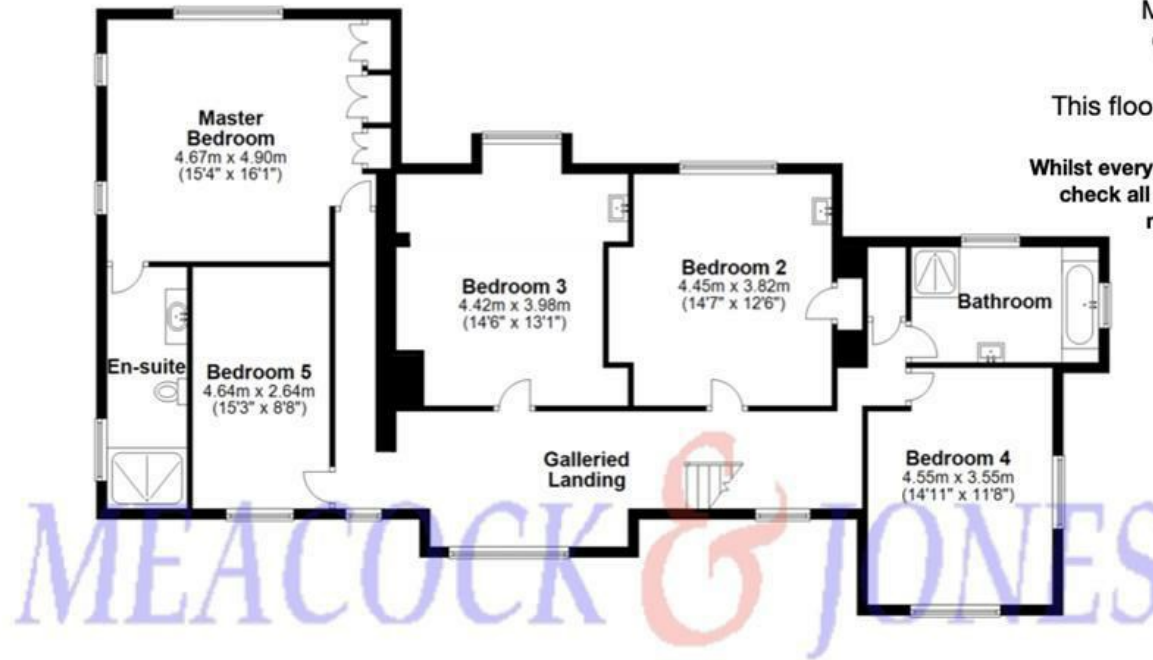 M
This floo
Whilst every
check all
Master
Bedroom
4.67m x 4.90m
(15'4" x 16'1")
Bedroom 3
4.42m x 3.98m
(14'6" x 13'1")
Bedroom 2
4.45m x 3.82m
(14'7" x 12'6")
Bathroom
En-suite
Bedroom 5
4.64m x 2.64m
(15'3" x 8'8")
Galleried
Landing
Bedroom 4
4.55m x 3.55m
(14'11" x 11'8")
MEACOCK & JONES